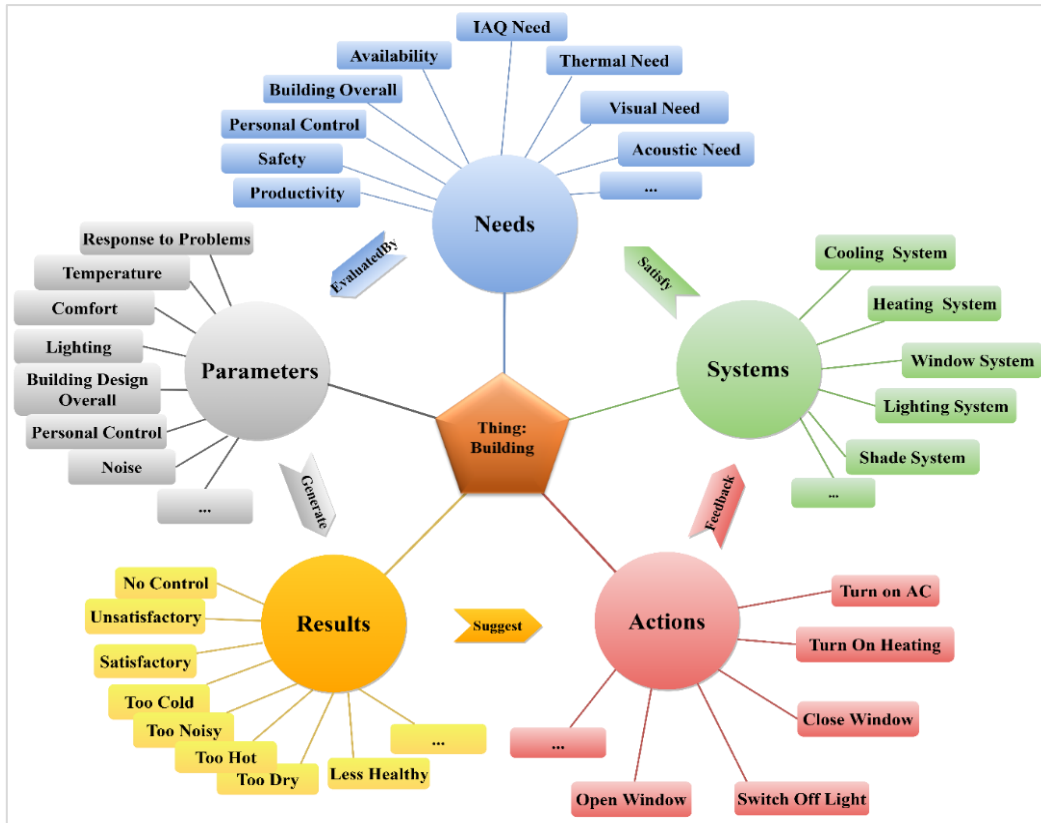 IAQ Need
Availability
Thermal Need
Building Overall
Visual Need
Personal Control
Acoustic Need
Safety
Productivity
...
Needs
EvaluatedBy
Satisfy
Response to Problems
Temperature
Comfort
Lighting
Building Design
Overall
Personal Control
Noise
...
Parameters
Cooling System
Heating System
Window System
Lighting System
Shade System
...
Systems
Thing:
Building
Generate
Feedback
No Control
Unsatisfactory
Satisfactory
Too Cold
Too Noisy
Too Hot
Too Dry
Less Healthy
...
Results
Suggest
Actions
Turn on AC
Turn On Heating
Close Window
Switch Off Light
Open Window
...